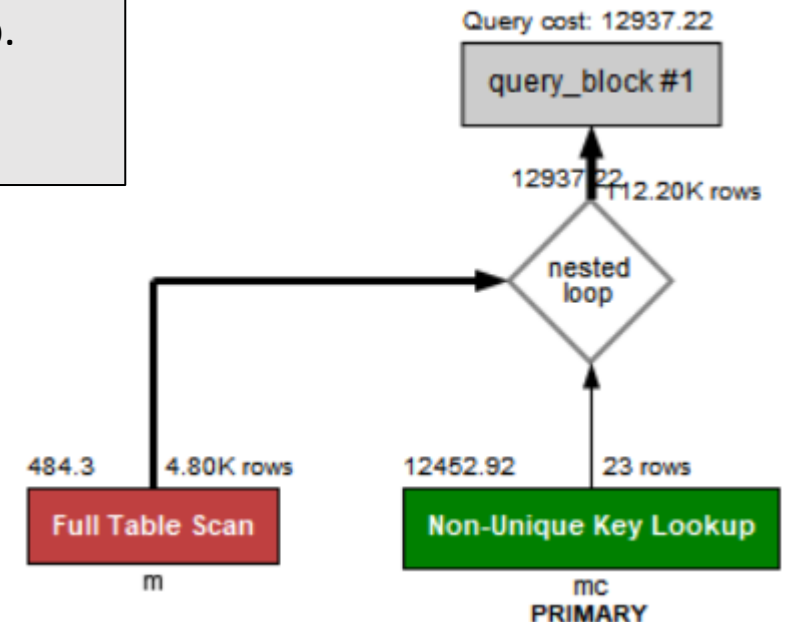 ).
Query cost: 12937.22
query_block #1
12937.22
112.20K rows
nested
loop
484.3
4.80K rows
12452.92
23 rows
Full Table Scan
Non-Unique Key Lookup
m
mc
PRIMARY